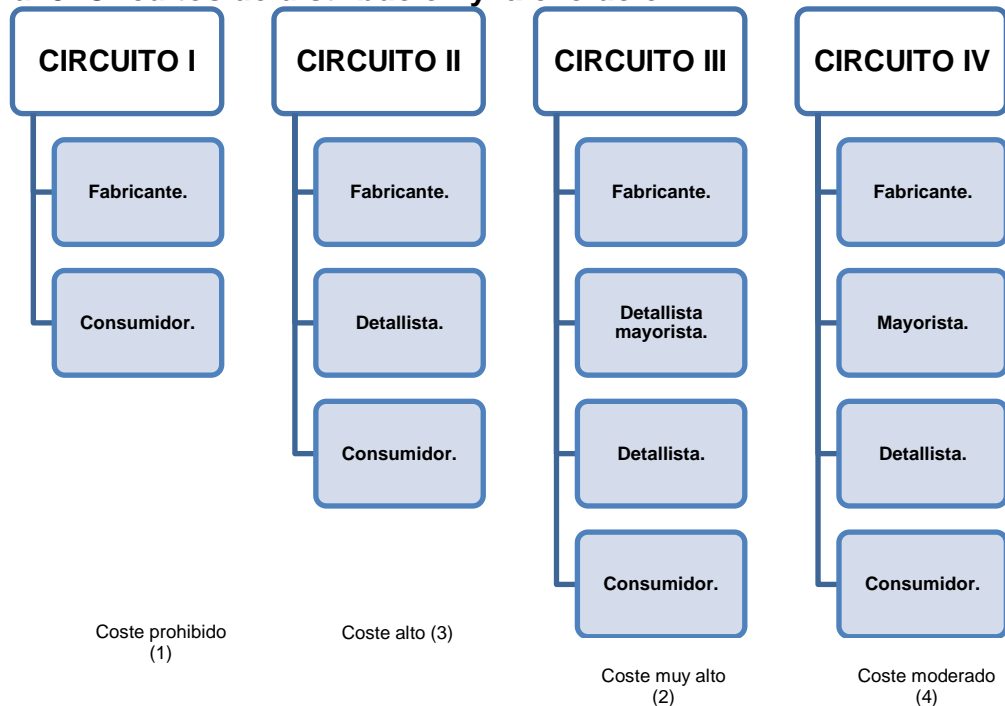 CIRCUITO I
Fabricante.
Consumidor.
Coste prohibido
(1)
CIRCUITO II
Fabricante.
Detallista.
Consumidor.
Coste alto (3)
CIRCUITO III
Fabricante.
Detallista
mayorista.
Detallista.
Consumidor.
Coste muy alto
(2)
CIRCUITO IV
Fabricante.
Mayorista.
Detallista.
Consumidor.
Coste moderado
(4)